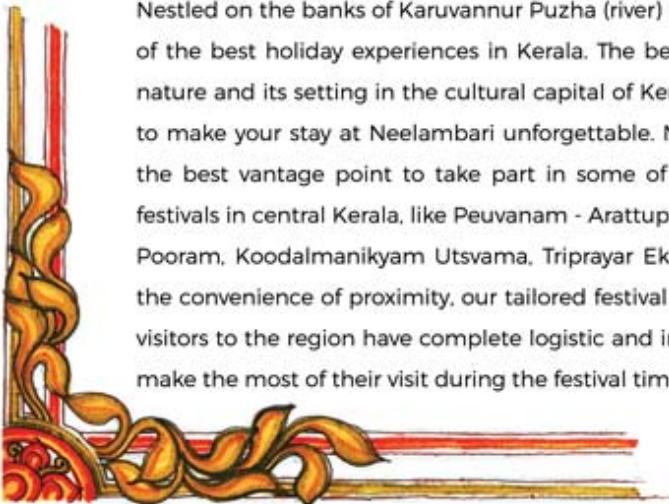 Nestled on the banks of Karuvannur Puzha (river)
of the best holiday experiences in Kerala. The be
nature and its setting in the cultural capital of Ker
to make your stay at Neelambari unforgettable. N
the best vantage point to take part in some of
festivals in central Kerala, like Peuvanam - Arattup
Pooram, Koodalmanikyam Utsvama, Triprayar Ek
the convenience of proximity, our tailored festival
visitors to the region have complete logistic and in
make the most of their visit during the festival tim